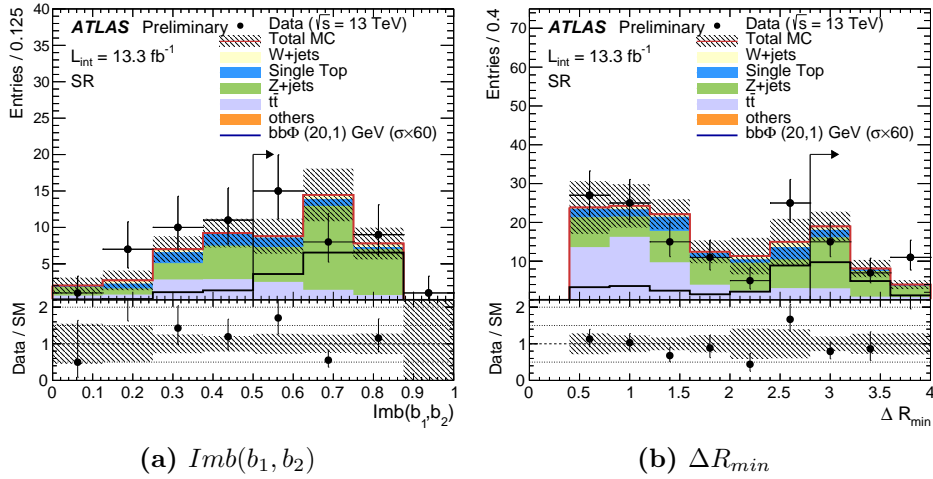 Entries / 0.125
40
35
30
25
20
15
10
5
ATLAS Preliminary
L_int = 13.3 fb⁻¹
SR
Data (√s = 13 TeV)
Total MC
W+jets
Single Top
Z+jets
tt̄
others
bbΦ (20,1) GeV (σ×60)
Data / SM
2
1
0
0 0.1 0.2 0.3 0.4 0.5 0.6 0.7 0.8 0.9 1
Imb(b₁,b₂)
Entries / 0.4
70
60
50
40
30
20
10
ATLAS Preliminary
L_int = 13.3 fb⁻¹
SR
Data (√s = 13 TeV)
Total MC
W+jets
Single Top
Z+jets
tt̄
others
bbΦ (20,1) GeV (σ×60)
Data / SM
2
1
0
0 0.5 1 1.5 2 2.5 3 3.5 4
Δ R_min
(a) Imb(b₁, b₂)
(b) ΔR_min